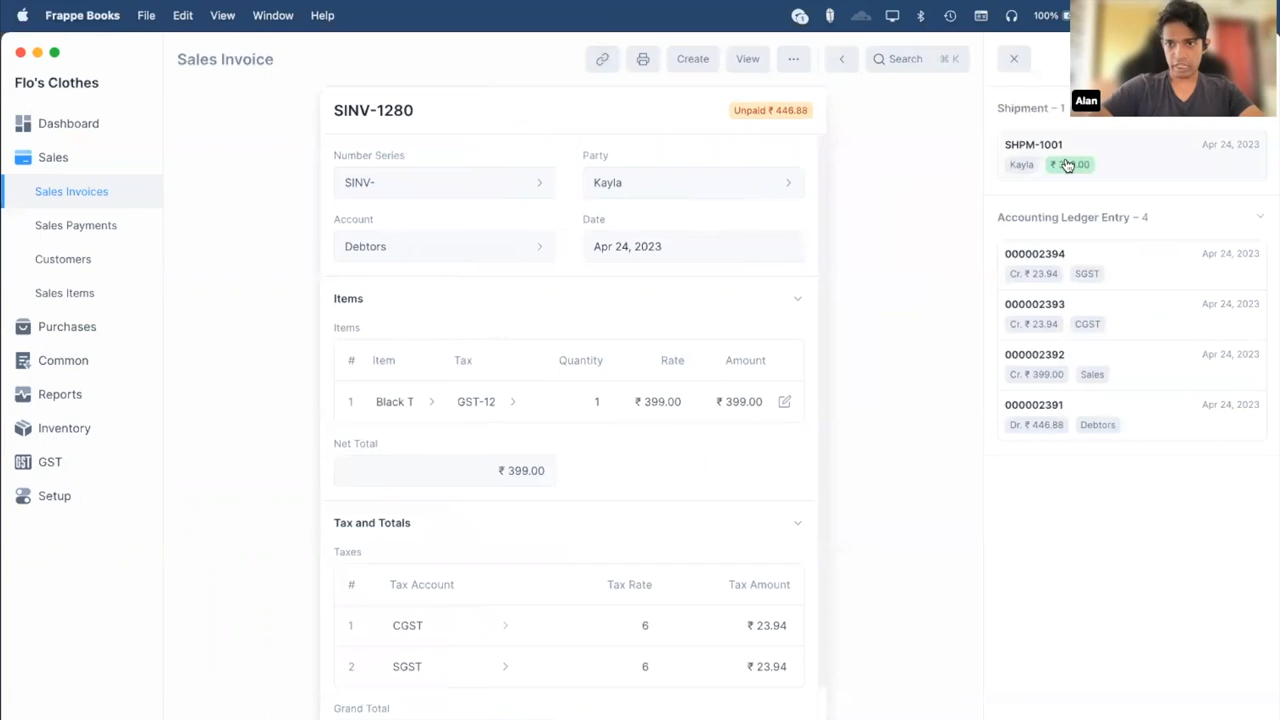 Frappe Books File Edit View Window Help
100%
Flo's Clothes
Dashboard
Sales
Sales Invoices
Sales Payments
Customers
Sales Items
Purchases
Common
Reports
Inventory
GST GST
Setup
Sales Invoice
Create
View
...
Search ⌘ K
SINV-1280
Unpaid ₹ 446.88
Number Series
SINV-
Party
Kayla
Account
Debtors
Date
Apr 24, 2023
Items
Items
# Item Tax Quantity Rate Amount
1 Black T GST-12 1 ₹ 399.00 ₹ 399.00
Net Total
₹ 399.00
Tax and Totals
Taxes
# Tax Account Tax Rate Tax Amount
1 CGST 6 ₹ 23.94
2 SGST 6 ₹ 23.94
Grand Total
Alan
Shipment – 1
SHPM-1001 Apr 24, 2023
Kayla
Accounting Ledger Entry – 4
000002394 Apr 24, 2023
Cr. ₹ 23.94 SGST
000002393 Apr 24, 2023
Cr. ₹ 23.94 CGST
000002392 Apr 24, 2023
Cr. ₹ 399.00 Sales
000002391 Apr 24, 2023
Dr. ₹ 446.88 Debtors